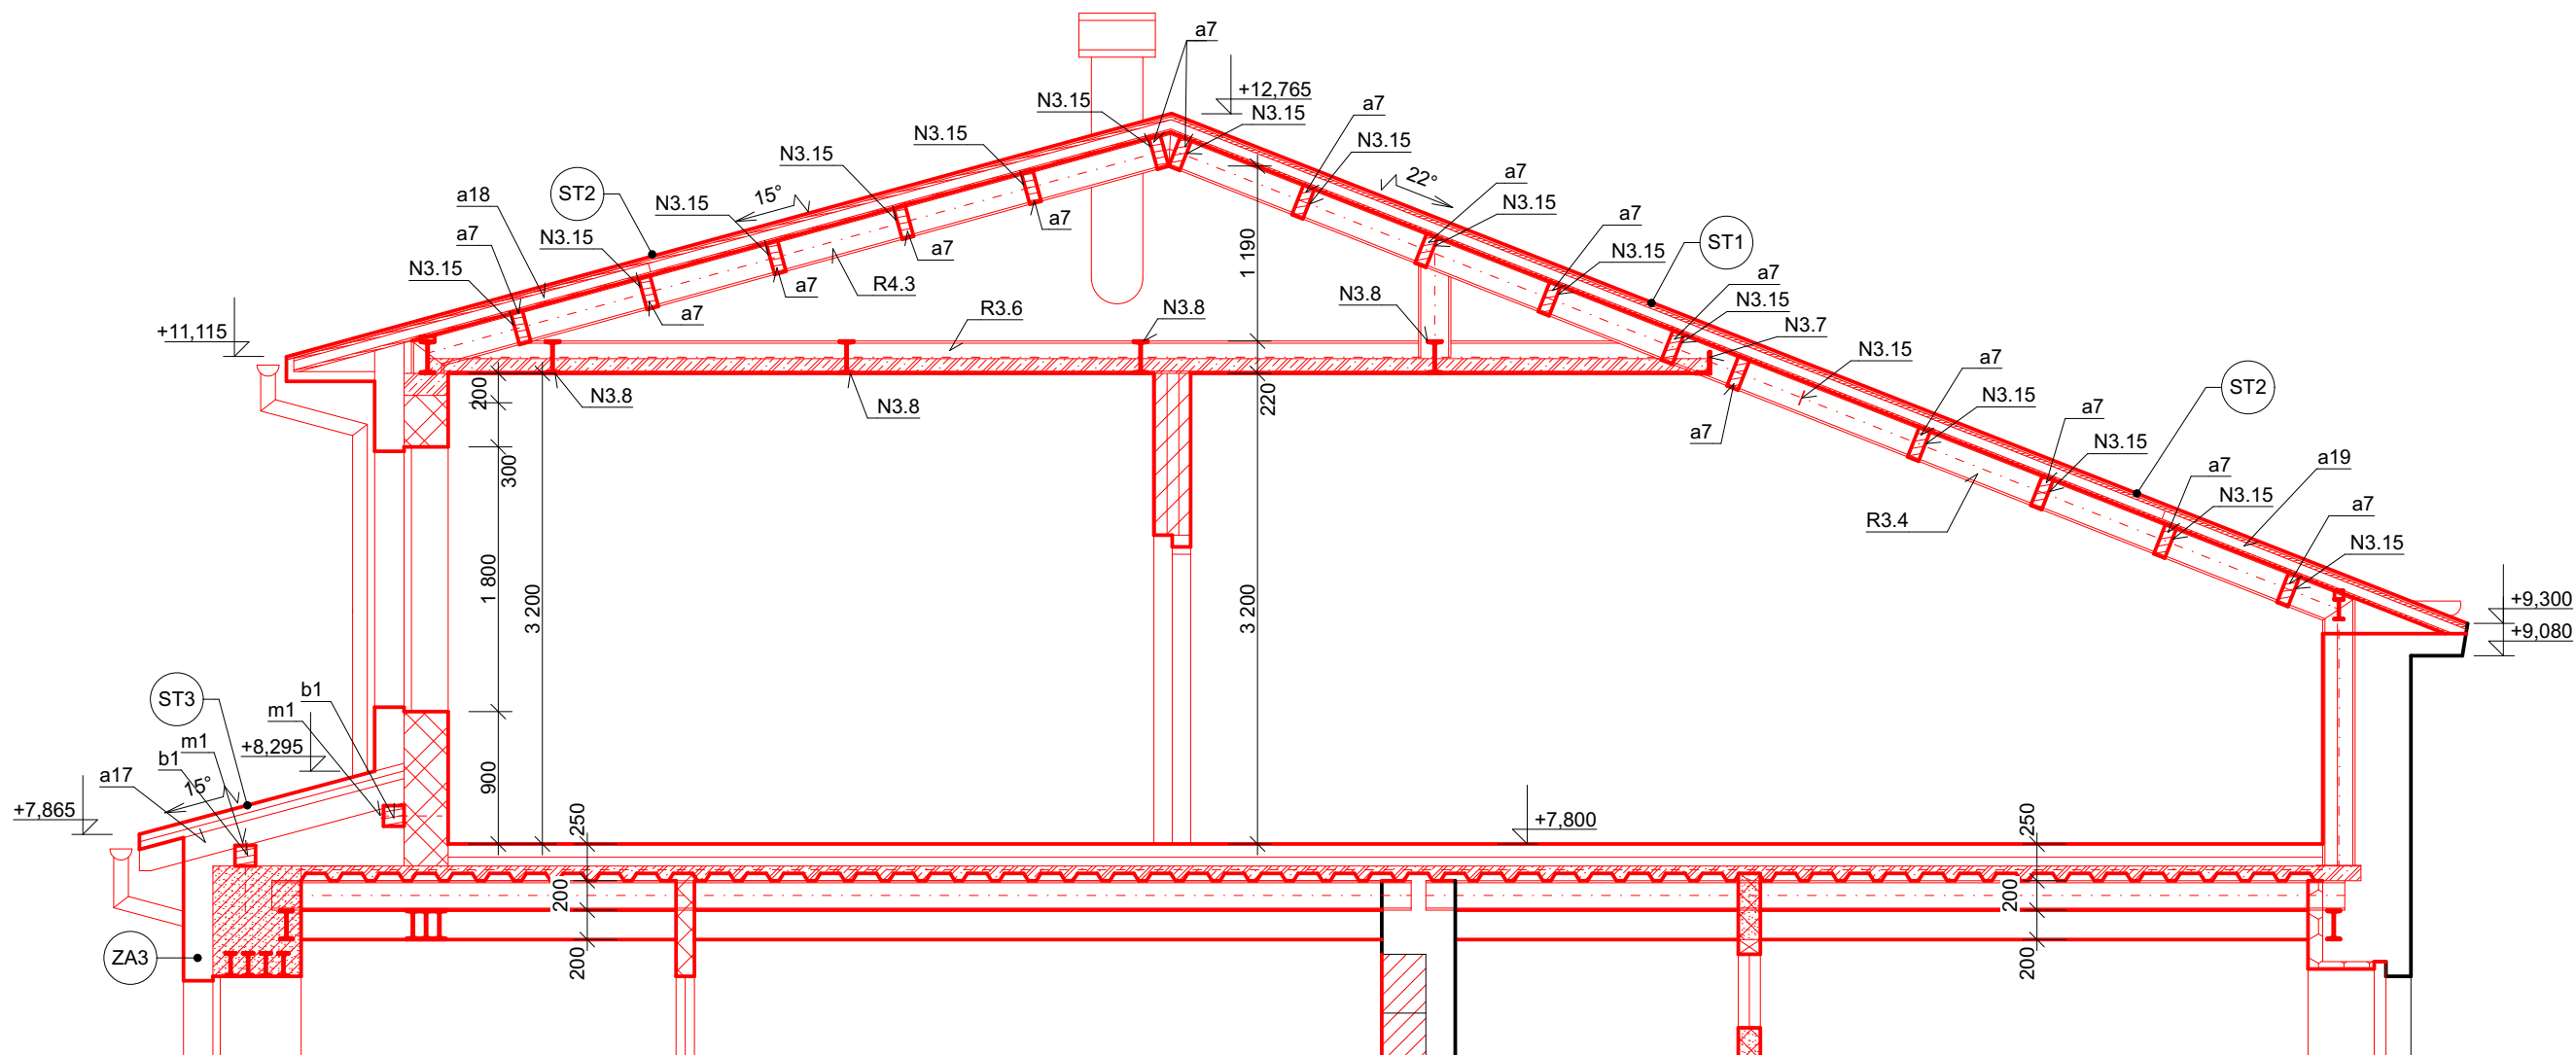 a7
+12,765
N3.15
a7
N3.15
N3.15
N3.15
N3.15
a7
22°
ST2
15°
a18
N3.15
a7
N3.15
a7
a7
ST1
a7
N3.15
N3.15
1 190
N3.15
a7
a7
R4.3
N3.15
a7
N3.15
R3.6
N3.8
N3.8
a7
N3.7
+11,115
N3.15
a7
ST2
200
N3.8
N3.8
220
N3.15
a7
a7
N3.15
300
a19
a7
N3.15
R3.4
a7
N3.15
1 800
3 200
3 200
+9,300
+9,080
ST3
b1
m1
m1
+8,295
b1
a17
15°
900
+7,865
250
+7,800
250
200
200
ZA3
200
200